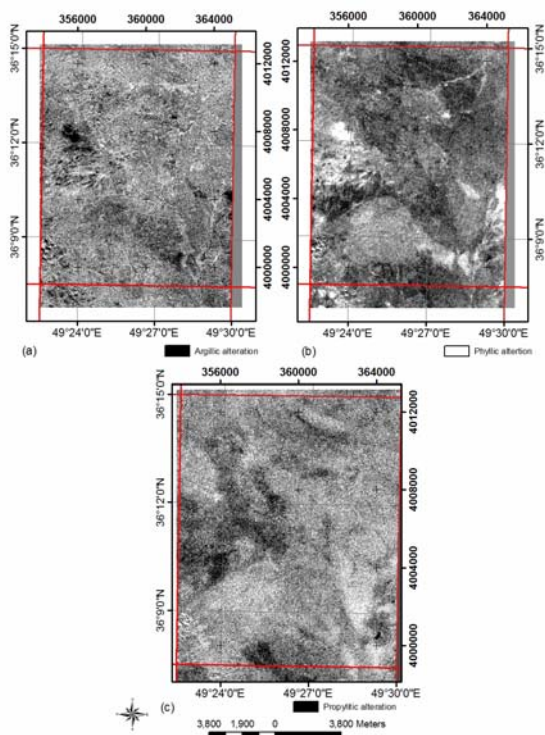 356000 360000 364000
36°15'0"N 36°12'0"N 36°9'0"N
4012000 4008000 4004000 4000000
49°24'0"E 49°27'0"E 49°30'0"E
(a) Argillic alteration
356000 360000 364000
36°15'0"N 36°12'0"N 36°9'0"N
4012000 4008000 4004000 4000000
49°24'0"E 49°27'0"E 49°30'0"E
(b) Phyllic altertion
356000 360000 364000
36°15'0"N 36°12'0"N 36°9'0"N
4012000 4008000 4004000 4000000
49°24'0"E 49°27'0"E 49°30'0"E
(c) Propylitic alteration
3,800 1,900 0 3,800 Meters